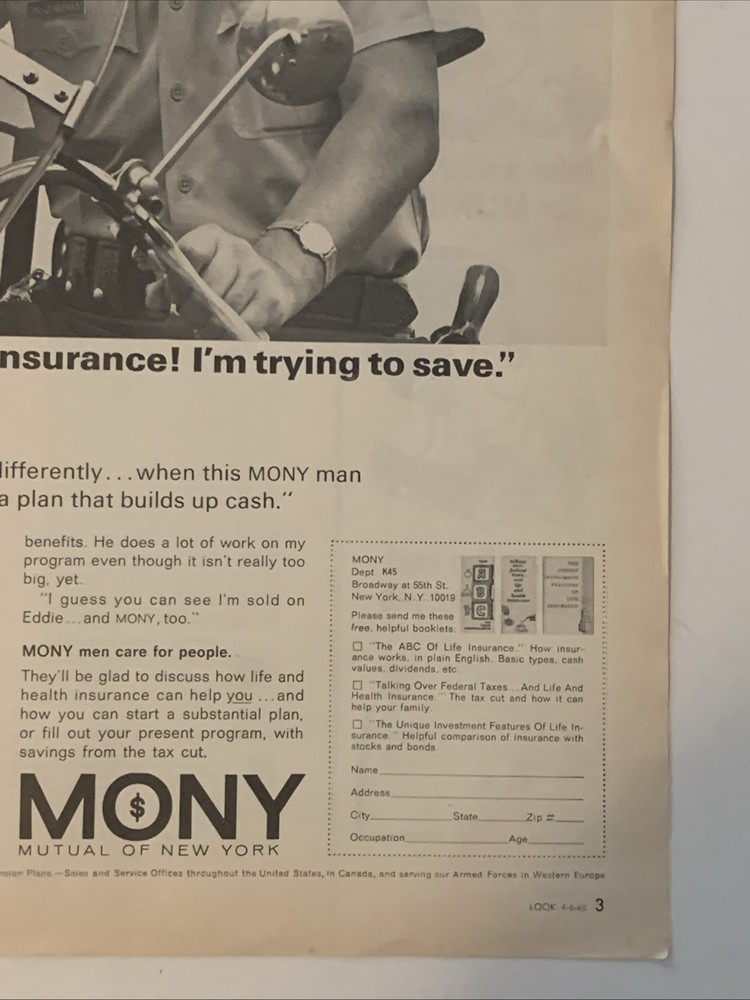 nsurance! I'm trying to save."
ifferently...when this MONY man
a plan that builds up cash."
benefits. He does a lot of work on my
program even though it isn't really too
big, yet.
"I guess you can see I'm sold on
Eddie...and MONY, too."
MONY men care for people.
They'll be glad to discuss how life and
health insurance can help you...and
how you can start a substantial plan,
or fill out your present program, with
savings from the tax cut.
MONY
MUTUAL OF NEW YORK
MONY
Dept K45
Broadway at 55th St.
New York, N.Y. 10019
Please send me these
free, helpful booklets:
A
B
C
☐ "The ABC Of Life Insurance." How insur-
ance works, in plain English. Basic types, cash
values, dividends, etc.
☐ "Talking Over Federal Taxes...And Life And
Health Insurance." The tax cut and how it can
help your family.
☐ "The Unique Investment Features Of Life In-
surance." Helpful comparison of insurance with
stocks and bonds.
Name
Address
City State Zip #
Occupation Age
Plans—Sales and Service Offices throughout the United States, in Canada, and serving our Armed Forces in Western Europe
LOOK 4-6-65 3